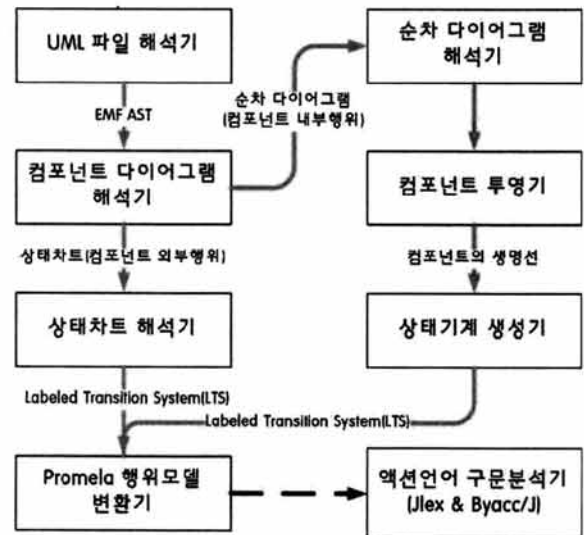 UML 파일 해석기
순차 다이어그램
해석기
EMF AST
순차 다이어그램
(컴포넌트 내부행위)
컴포넌트 다이어그램
해석기
컴포넌트 투영기
상태차트(컴포넌트 외부행위)
컴포넌트의 생명선
상태차트 해석기
상태기계 생성기
Labeled Transition System(LTS)
Labeled Transition System(LTS)
Promela 행위모델
변환기
액션언어 구문분석기
(Jlex & Byacc/J)